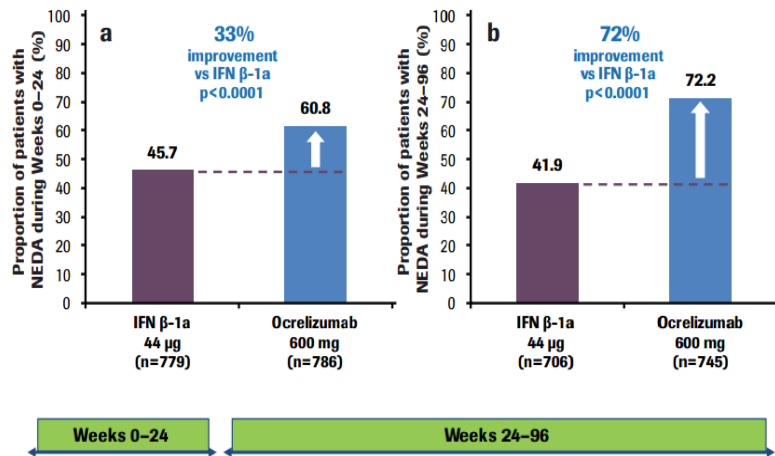 Proportion of patients with
NEDA during Weeks 0–24 (%)
100
90
80
70
60
50
40
30
20
10
0
a
33%
improvement
vs IFN β-1a
p<0.0001
45.7
60.8
IFN β-1a
44 µg
(n=779)
Ocrelizumab
600 mg
(n=786)
Proportion of patients with
NEDA during Weeks 24–96 (%)
100
90
80
70
60
50
40
30
20
10
0
b
72%
improvement
vs IFN β-1a
p<0.0001
41.9
72.2
IFN β-1a
44 µg
(n=706)
Ocrelizumab
600 mg
(n=745)
Weeks 0–24
Weeks 24–96